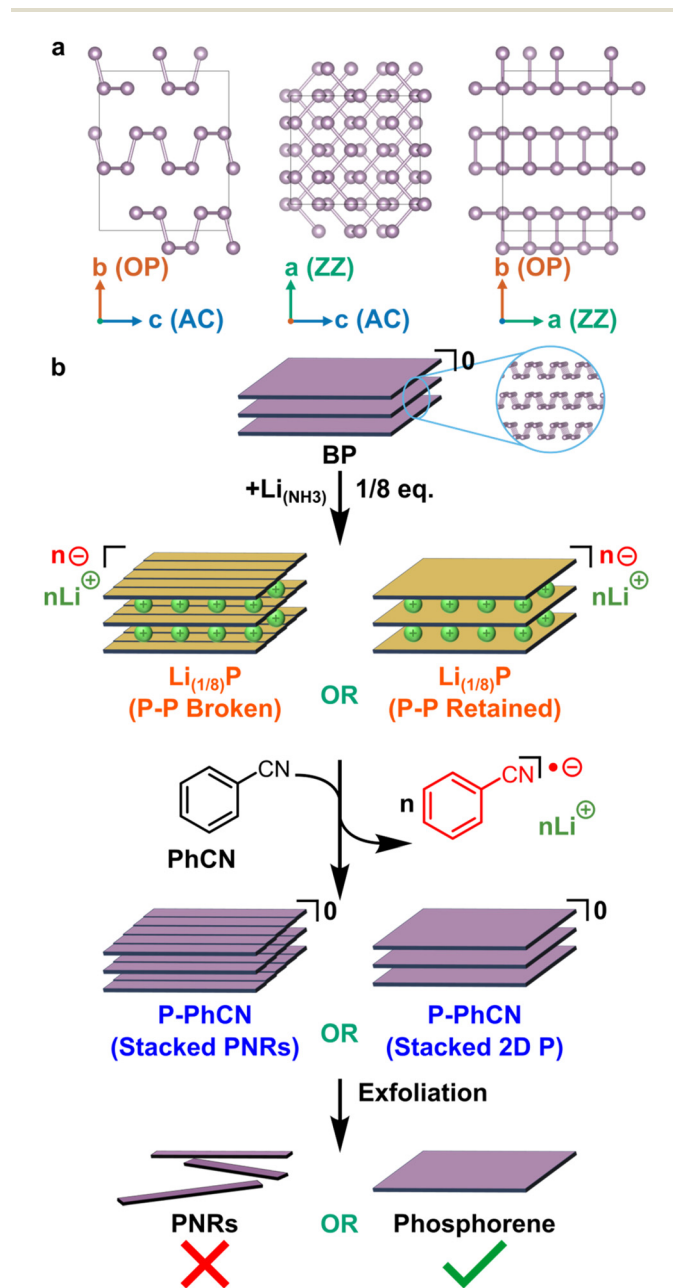 a
b (OP)
c (AC)
a (ZZ)
c (AC)
b (OP)
a (ZZ)
b
0
BP
+Li(NH3) 1/8 eq.
n⊖
nLi⊕
n⊖
nLi⊕
+ + + +
+ + + +
+ + + +
+ + + +
Li(1/8)P
(P-P Broken)
OR
Li(1/8)P
(P-P Retained)
CN
PhCN
n
CN
•⊖
nLi⊕
0
0
P-PhCN
(Stacked PNRs)
OR
P-PhCN
(Stacked 2D P)
Exfoliation
PNRs OR Phosphorene